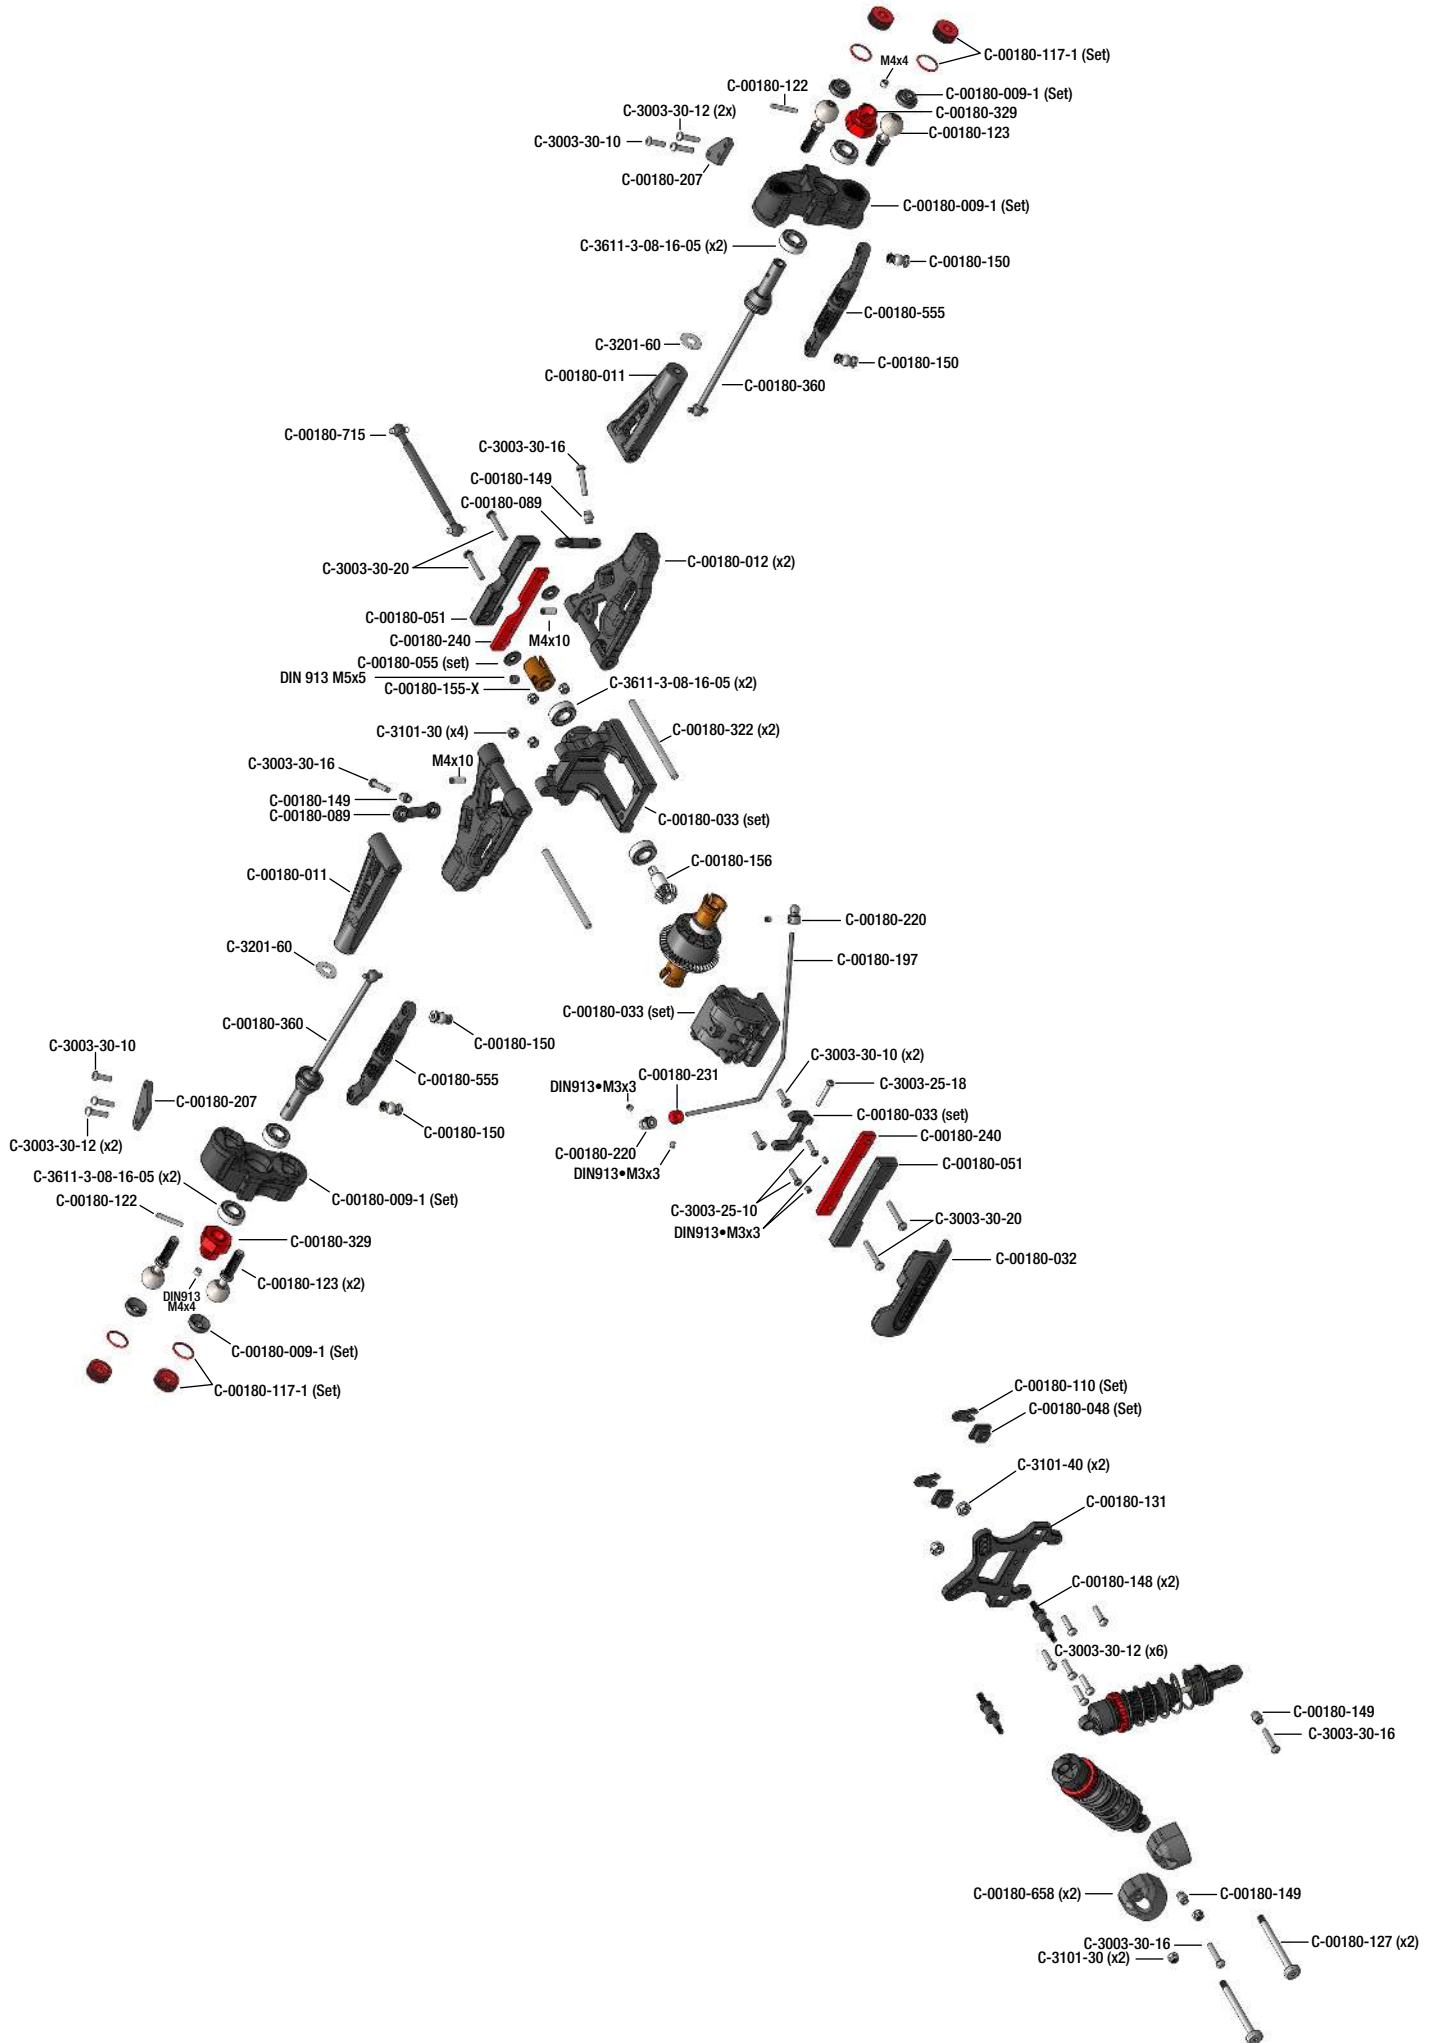 C-00180-117-1 (Set)
M4x4
C-00180-122
C-00180-009-1 (Set)
C-3003-30-12 (2x)
C-00180-329
C-00180-123
C-3003-30-10
C-00180-207
C-00180-009-1 (Set)
C-3611-3-08-16-05 (x2)
C-00180-150
C-00180-555
C-3201-60
C-00180-150
C-00180-011
C-00180-360
C-00180-715
C-3003-30-16
C-00180-149
C-00180-089
C-00180-012 (x2)
C-3003-30-20
C-00180-051
C-00180-240
M4x10
C-00180-055 (set)
DIN 913 M5x5
C-00180-155-X
C-3611-3-08-16-05 (x2)
C-3101-30 (x4)
C-00180-322 (x2)
M4x10
C-3003-30-16
C-00180-149
C-00180-089
C-00180-033 (set)
C-00180-156
C-00180-011
C-00180-220
C-3201-60
C-00180-197
C-00180-033 (set)
C-00180-360
C-00180-150
C-3003-30-10
C-3003-30-10 (x2)
C-00180-231
C-00180-555
DIN913•M3x3
C-3003-25-18
C-00180-207
C-00180-033 (set)
C-00180-150
C-00180-240
C-3003-30-12 (x2)
C-00180-220
C-00180-051
DIN913•M3x3
C-3611-3-08-16-05 (x2)
C-00180-122
C-00180-009-1 (Set)
C-3003-25-10
C-3003-30-20
DIN913•M3x3
C-00180-329
C-00180-032
C-00180-123 (x2)
DIN913
M4x4
C-00180-009-1 (Set)
C-00180-117-1 (Set)
C-00180-110 (Set)
C-00180-048 (Set)
C-3101-40 (x2)
C-00180-131
C-00180-148 (x2)
C-3003-30-12 (x6)
C-00180-149
C-3003-30-16
C-00180-658 (x2)
C-00180-149
C-3003-30-16
C-00180-127 (x2)
C-3101-30 (x2)